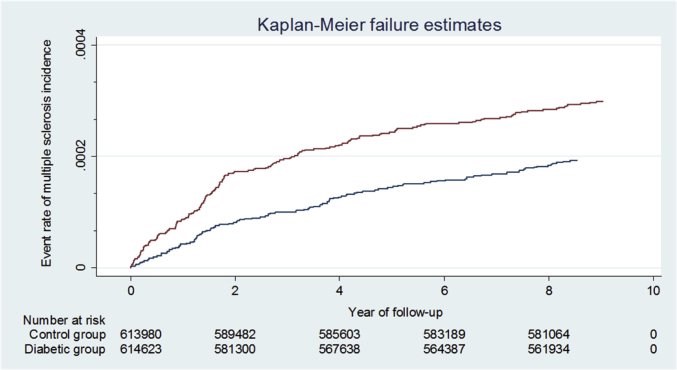 Kaplan-Meier failure estimates
Event rate of multiple sclerosis incidence
.0004
.0002
0
0 2 4 6 8 10
Year of follow-up
Number at risk
Control group 613980 589482 585603 583189 581064 0
Diabetic group 614623 581300 567638 564387 561934 0